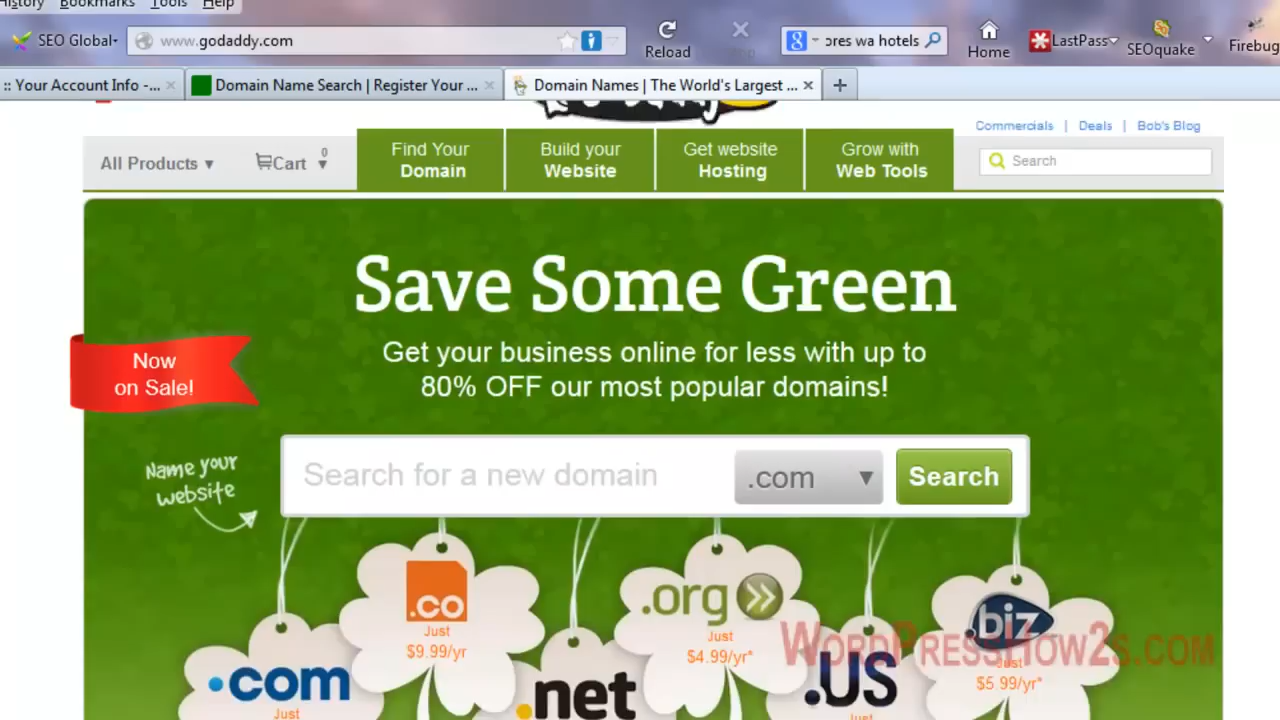 History Bookmarks Tools Help
SEO Global
www.godaddy.com
Reload
ores wa hotels
Home
LastPass
SEOquake
Firebug
:: Your Account Info -...
Domain Name Search | Register Your ...
Domain Names | The World's Largest ...
Commercials | Deals | Bob's Blog
All Products
Cart 0
Find Your Domain
Build your Website
Get website Hosting
Grow with Web Tools
Search
Save Some Green
Get your business online for less with up to
80% OFF our most popular domains!
Now
on Sale!
Name your
website
Search for a new domain
.com
Search
.co
Just
$9.99/yr
.org
Just
$4.99/yr*
.biz
Just
$5.99/yr*
.com
Just
.net
.US
Just
WordPressHow2s.com